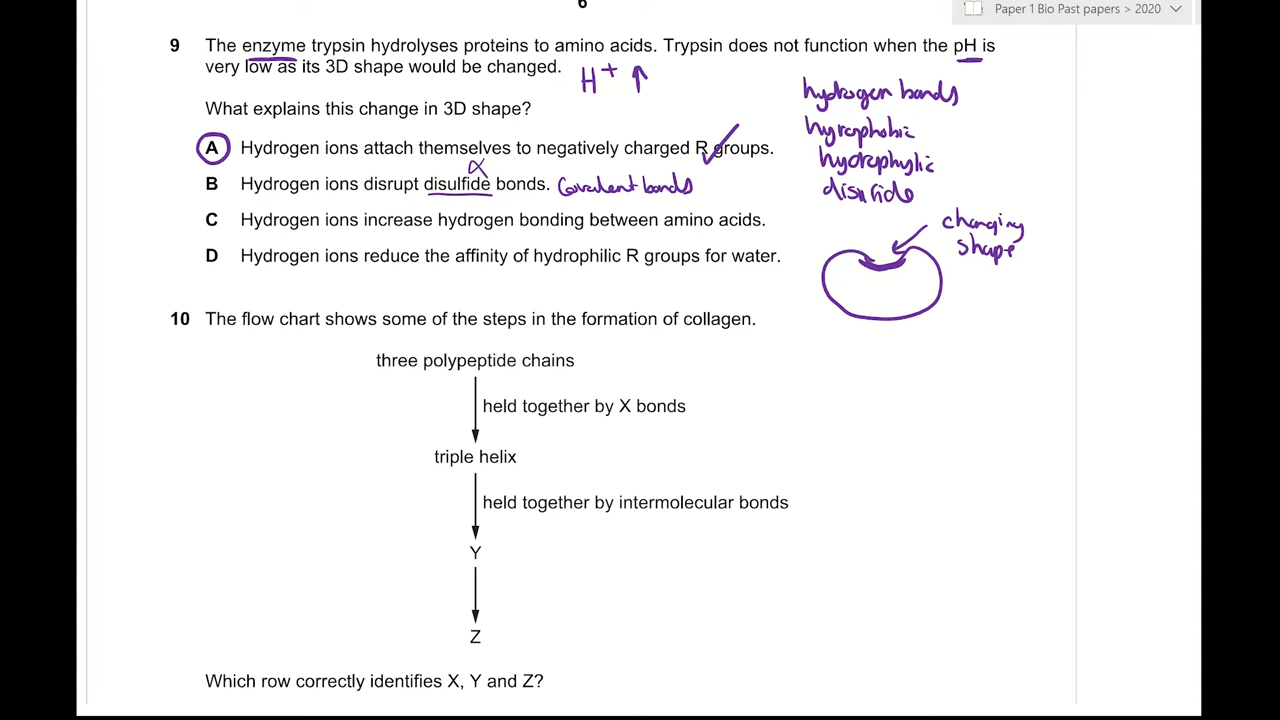 6
Paper 1 Bio Past papers > 2020
9 The enzyme trypsin hydrolyses proteins to amino acids. Trypsin does not function when the pH is
very low as its 3D shape would be changed.
H+ ↑
What explains this change in 3D shape?
A Hydrogen ions attach themselves to negatively charged R groups.
B Hydrogen ions disrupt disulfide bonds. Covalent bonds
C Hydrogen ions increase hydrogen bonding between amino acids.
D Hydrogen ions reduce the affinity of hydrophilic R groups for water.
hydrogen bonds
hyrophobic
hydrophylic
disulfide
changing
shape
10 The flow chart shows some of the steps in the formation of collagen.
three polypeptide chains
held together by X bonds
triple helix
held together by intermolecular bonds
Y
Z
Which row correctly identifies X, Y and Z?